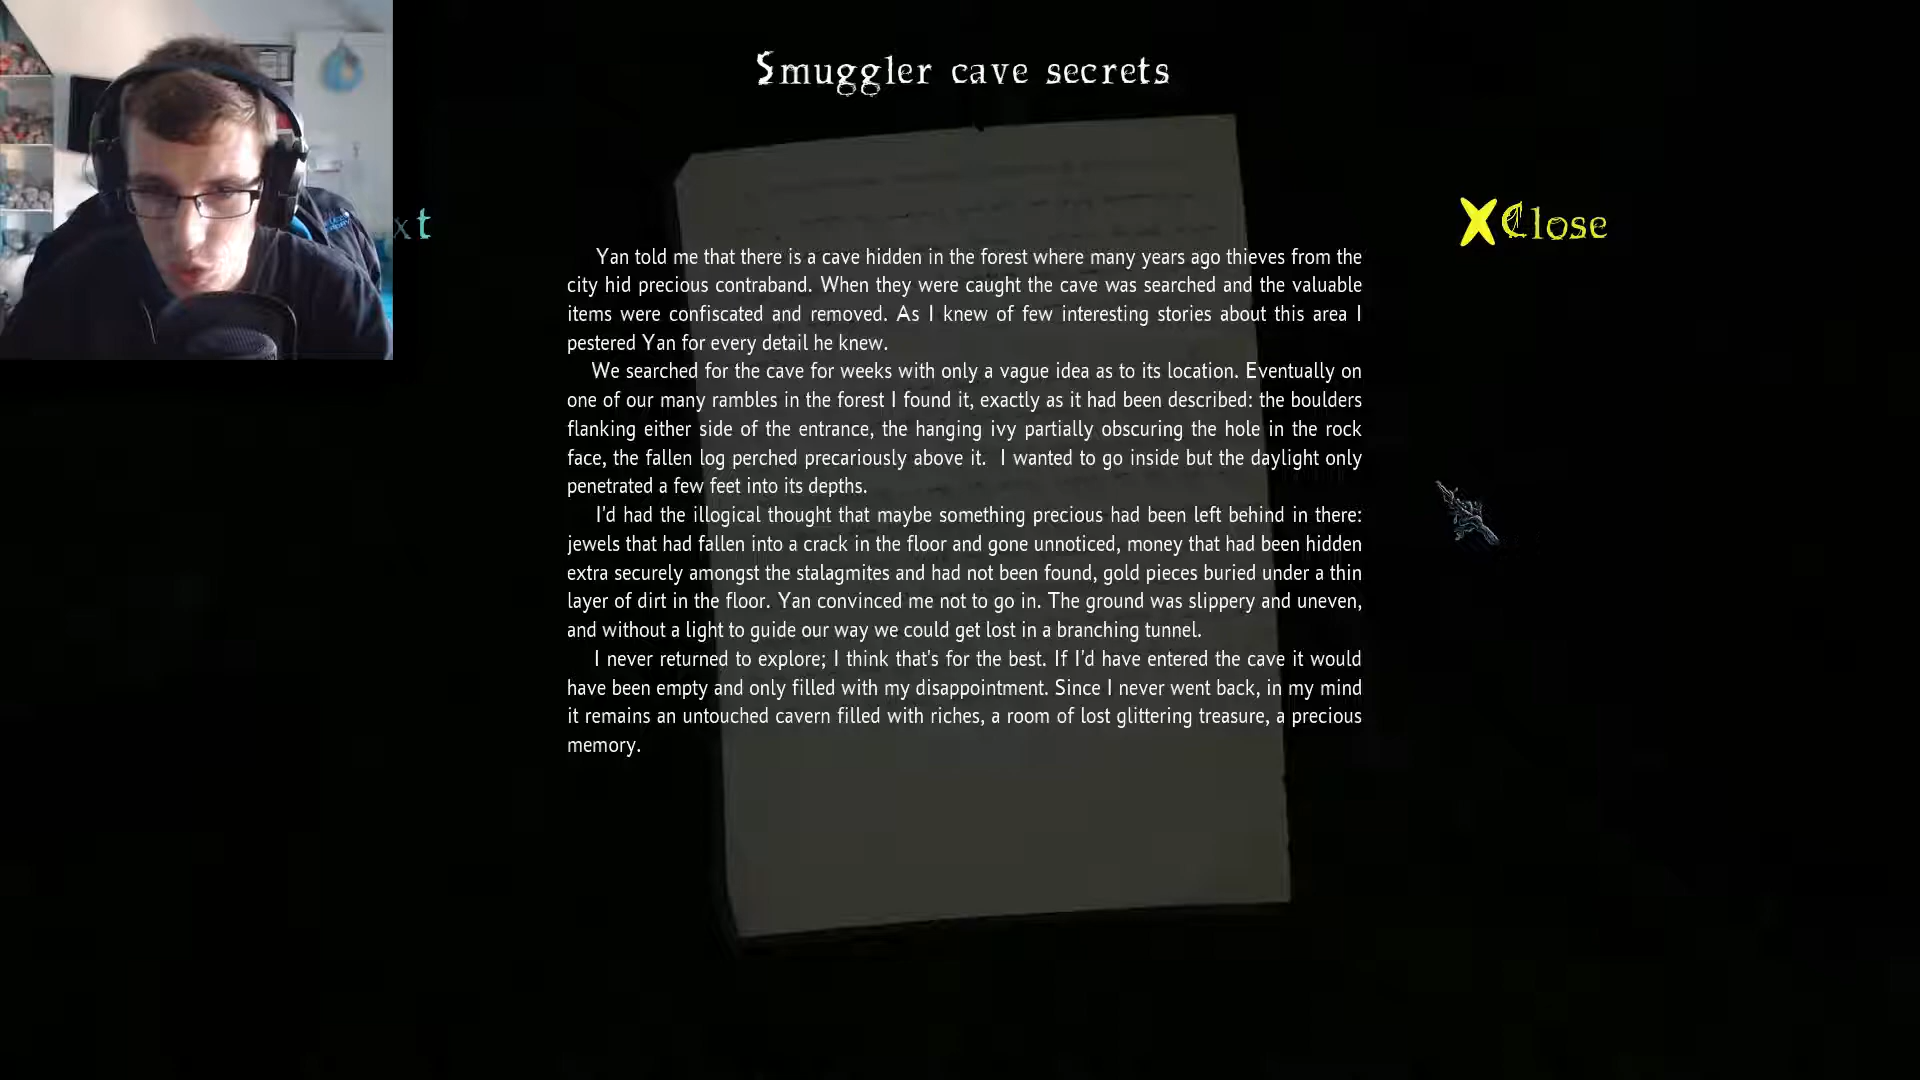 Smuggler cave secrets
xt
XClose
Yan told me that there is a cave hidden in the forest where many years ago thieves from the
city hid precious contraband. When they were caught the cave was searched and the valuable
items were confiscated and removed. As I knew of few interesting stories about this area I
pestered Yan for every detail he knew.
We searched for the cave for weeks with only a vague idea as to its location. Eventually on
one of our many rambles in the forest I found it, exactly as it had been described: the boulders
flanking either side of the entrance, the hanging ivy partially obscuring the hole in the rock
face, the fallen log perched precariously above it. I wanted to go inside but the daylight only
penetrated a few feet into its depths.
I'd had the illogical thought that maybe something precious had been left behind in there:
jewels that had fallen into a crack in the floor and gone unnoticed, money that had been hidden
extra securely amongst the stalagmites and had not been found, gold pieces buried under a thin
layer of dirt in the floor. Yan convinced me not to go in. The ground was slippery and uneven,
and without a light to guide our way we could get lost in a branching tunnel.
I never returned to explore; I think that's for the best. If I'd have entered the cave it would
have been empty and only filled with my disappointment. Since I never went back, in my mind
it remains an untouched cavern filled with riches, a room of lost glittering treasure, a precious
memory.